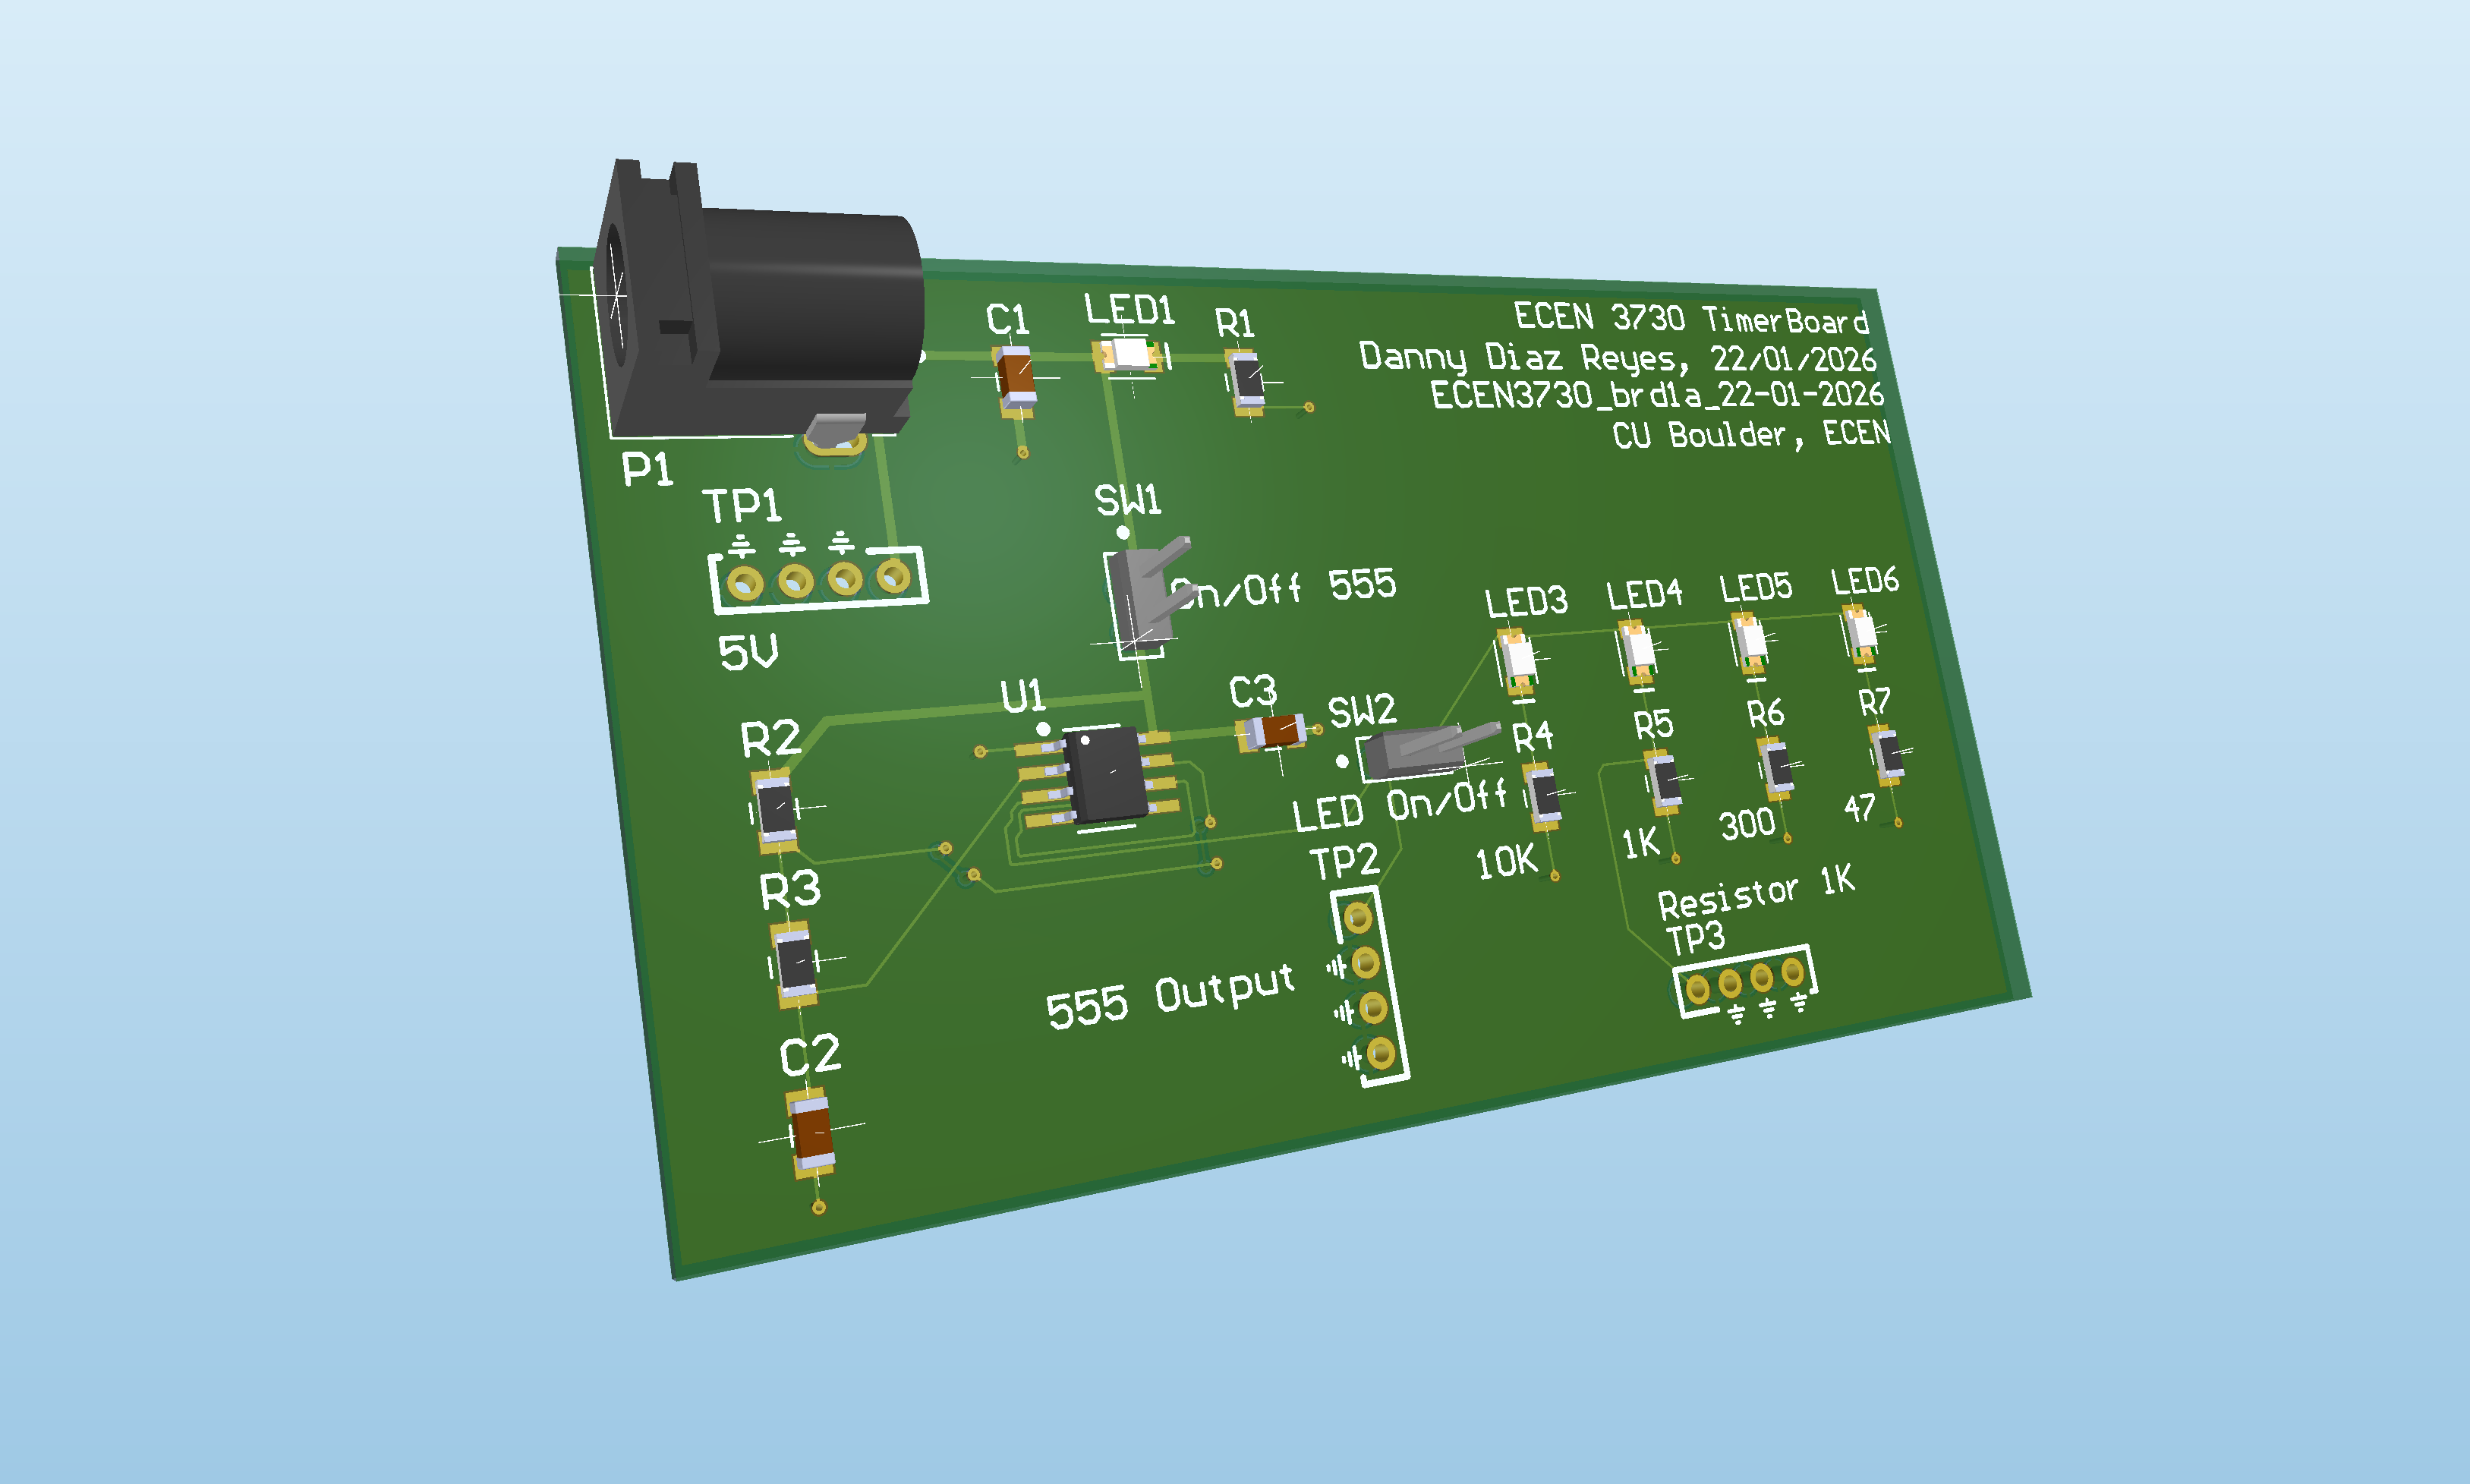 ECEN 3730 TimerBoard
Danny Diaz Reyes, 22/01/2026
ECEN3730_brd1a_22-01-2026
CU Boulder, ECEN
C1
LED1
R1
P1
TP1
5V
SW1
On/Off 555
U1
C3
SW2
LED On/Off
LED3
LED4
LED5
LED6
R2
R3
C2
R4
R5
R6
R7
10K
1K
300
47
TP2
555 Output
Resistor 1K
TP3